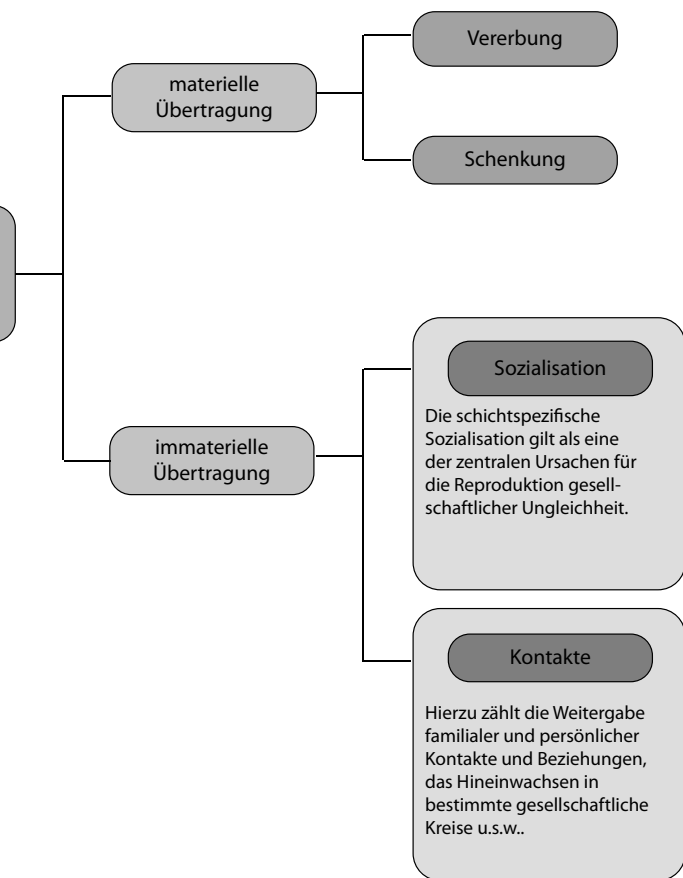 materielle
Übertragung
Vererbung
Schenkung
immaterielle
Übertragung
Sozialisation
Die schichtspezifische
Sozialisation gilt als eine
der zentralen Ursachen für
die Reproduktion gesell-
schaftlicher Ungleichheit.
Kontakte
Hierzu zählt die Weitergabe
familialer und persönlicher
Kontakte und Beziehungen,
das Hineinwachsen in
bestimmte gesellschaftliche
Kreise u.s.w..